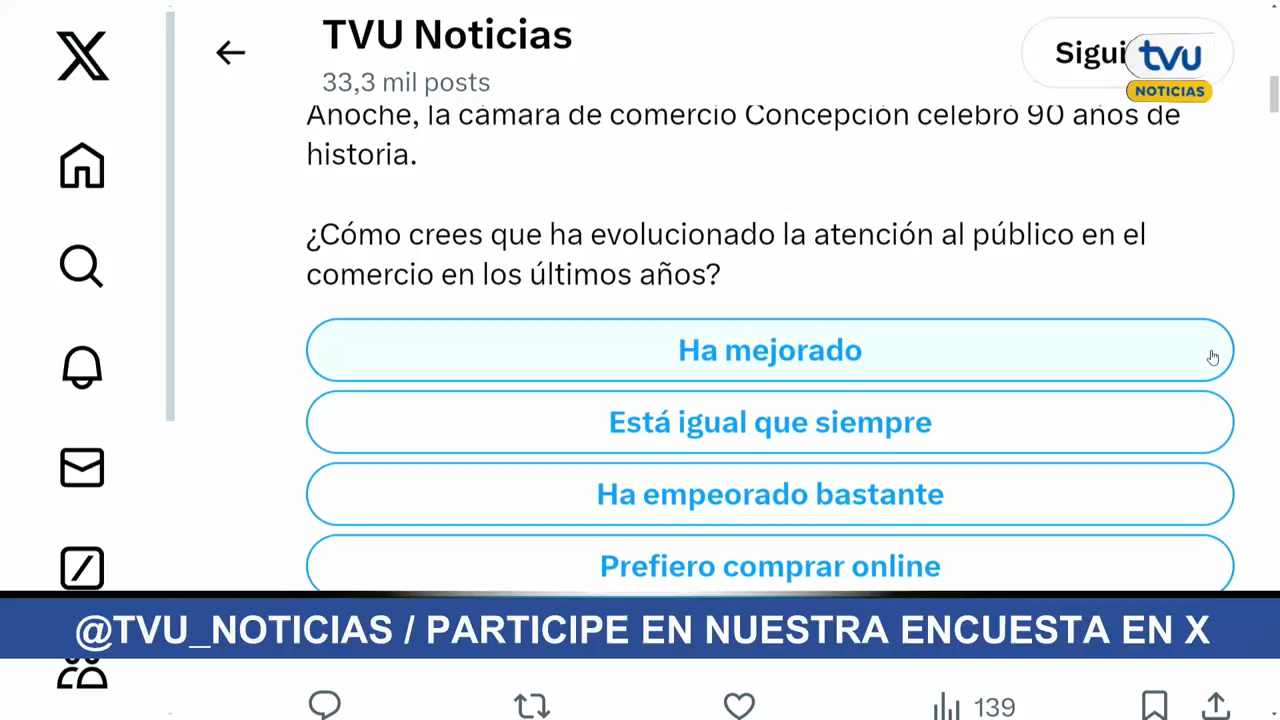 TVU Noticias
33,3 mil posts
Sigui
tvu
NOTICIAS
Anoche, la cámara de comercio Concepción celebró 90 años de
historia.
¿Cómo crees que ha evolucionado la atención al público en el
comercio en los últimos años?
Ha mejorado
Está igual que siempre
Ha empeorado bastante
Prefiero comprar online
@TVU_NOTICIAS / PARTICIPE EN NUESTRA ENCUESTA EN X
139